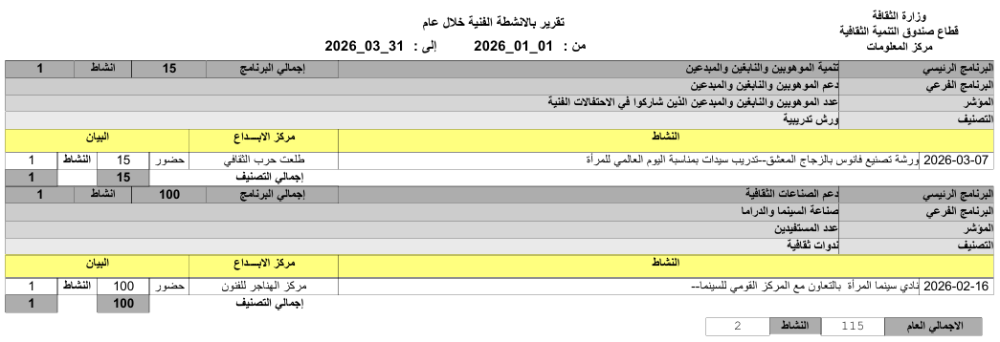 وزارة الثقافة
قطاع صندوق التنمية الثقافية
مركز المعلومات
تقرير بالانشطة الفنية خلال عام
من : 2026_01_01 إلى : 2026_03_31
البرنامج الرئيسي تنمية الموهوبين والنابغين والمبدعين إجمالي البرنامج 15 انشاط 1
البرنامج الفرعي دعم الموهوبين والنابغين والمبدعين
المؤشر عدد الموهوبين والنابغين والمبدعين الذين شاركوا في الاحتفالات الفنية
التصنيف ورش تدريبية
النشاط مركز الابــداع البيان
2026-03-07 ورشة تصنيع فانوس بالزجاج المعشق--تدريب سيدات بمناسبة اليوم العالمي للمرأة طلعت حرب الثقافي حضور 15 النشاط 1
إجمالي التصنيف 15 1
البرنامج الرئيسي دعم الصناعات الثقافية إجمالي البرنامج 100 انشاط 1
البرنامج الفرعي صناعة السينما والدراما
المؤشر عدد المستفيدين
التصنيف ندوات ثقافية
النشاط مركز الابــداع البيان
2026-02-16 نادي سينما المرأة بالتعاون مع المركز القومي للسينما-- مركز الهناجر للفنون حضور 100 النشاط 1
إجمالي التصنيف 100 1
الاجمالي العام 115 النشاط 2